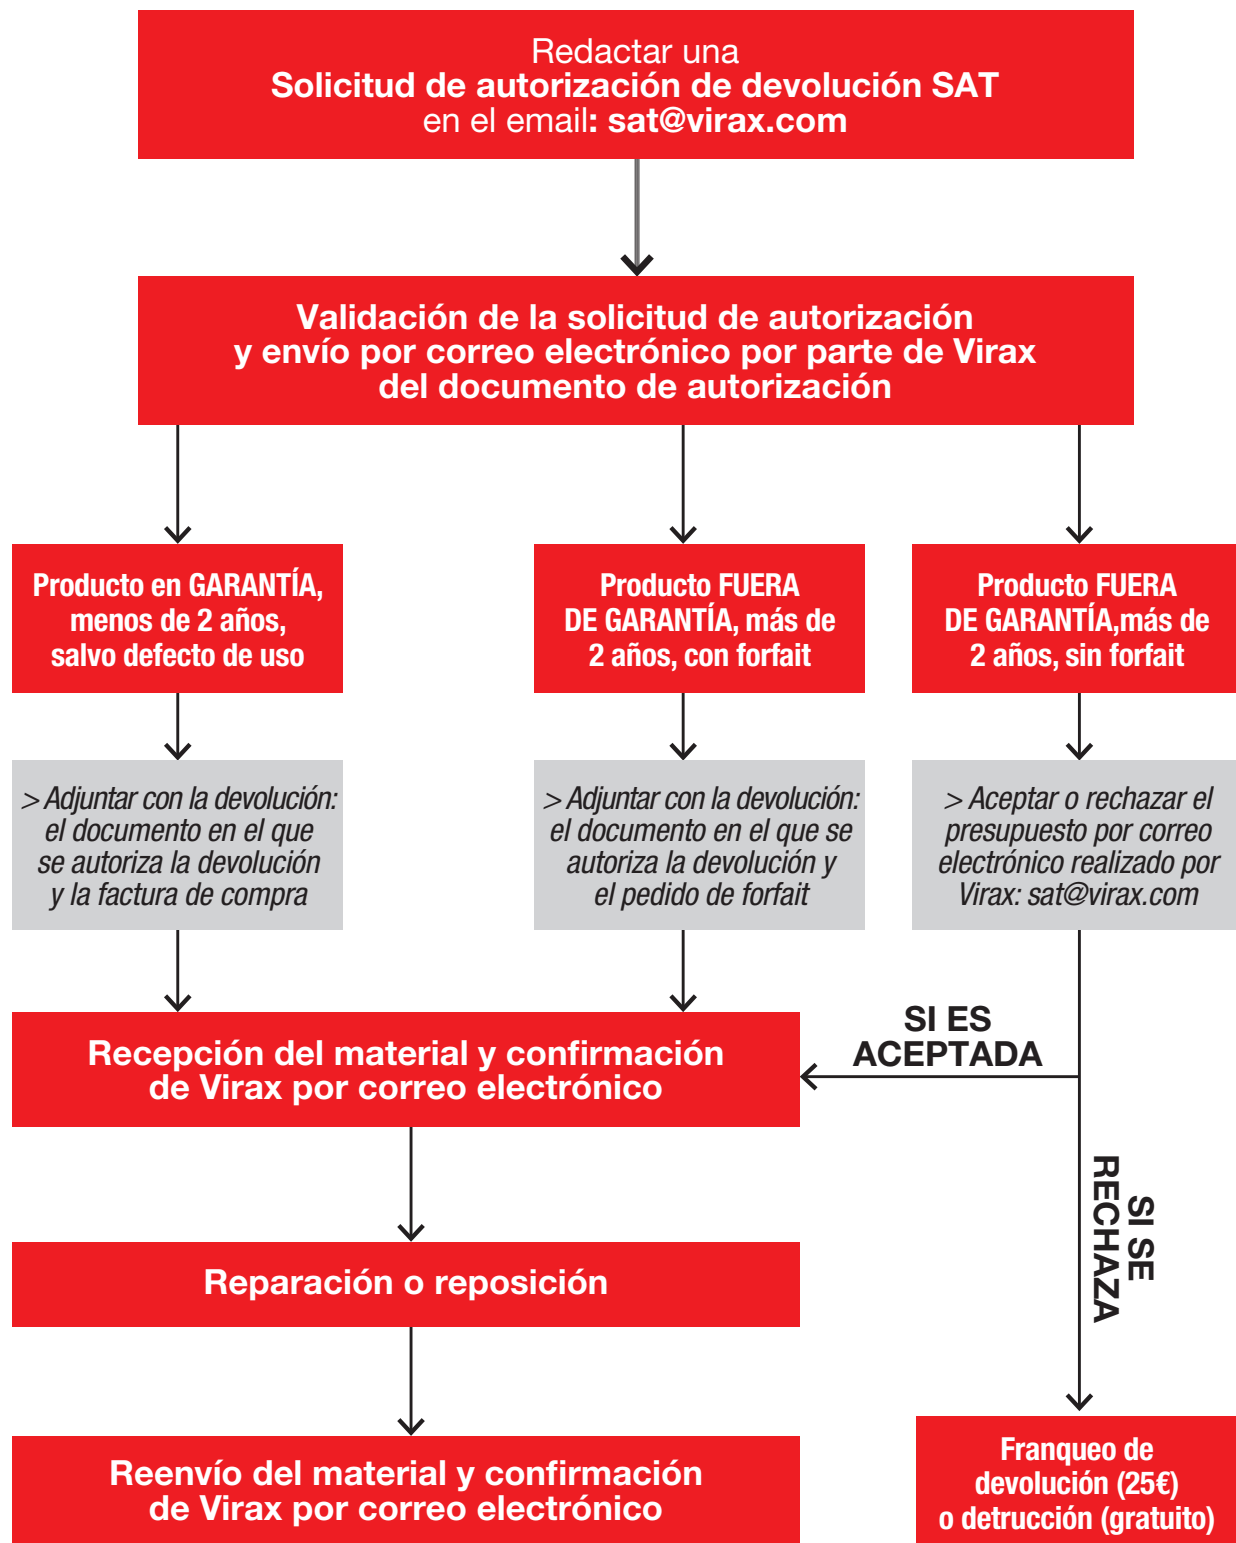 Redactar una
Solicitud de autorización de devolución SAT
en el email: sat@virax.com
Validación de la solicitud de autorización
y envío por correo electrónico por parte de Virax
del documento de autorización
Producto en GARANTÍA,
menos de 2 años,
salvo defecto de uso
Producto FUERA
DE GARANTÍA, más de
2 años, con forfait
Producto FUERA
DE GARANTÍA,más de
2 años, sin forfait
> Adjuntar con la devolución:
el documento en el que
se autoriza la devolución
y la factura de compra
> Adjuntar con la devolución:
el documento en el que se
autoriza la devolución y
el pedido de forfait
> Aceptar o rechazar el
presupuesto por correo
electrónico realizado por
Virax: sat@virax.com
SI ES
ACEPTADA
Recepción del material y confirmación
de Virax por correo electrónico
SI SE
RECHAZA
Reparación o reposición
Reenvío del material y confirmación
de Virax por correo electrónico
Franqueo de
devolución (25€)
o detrucción (gratuito)